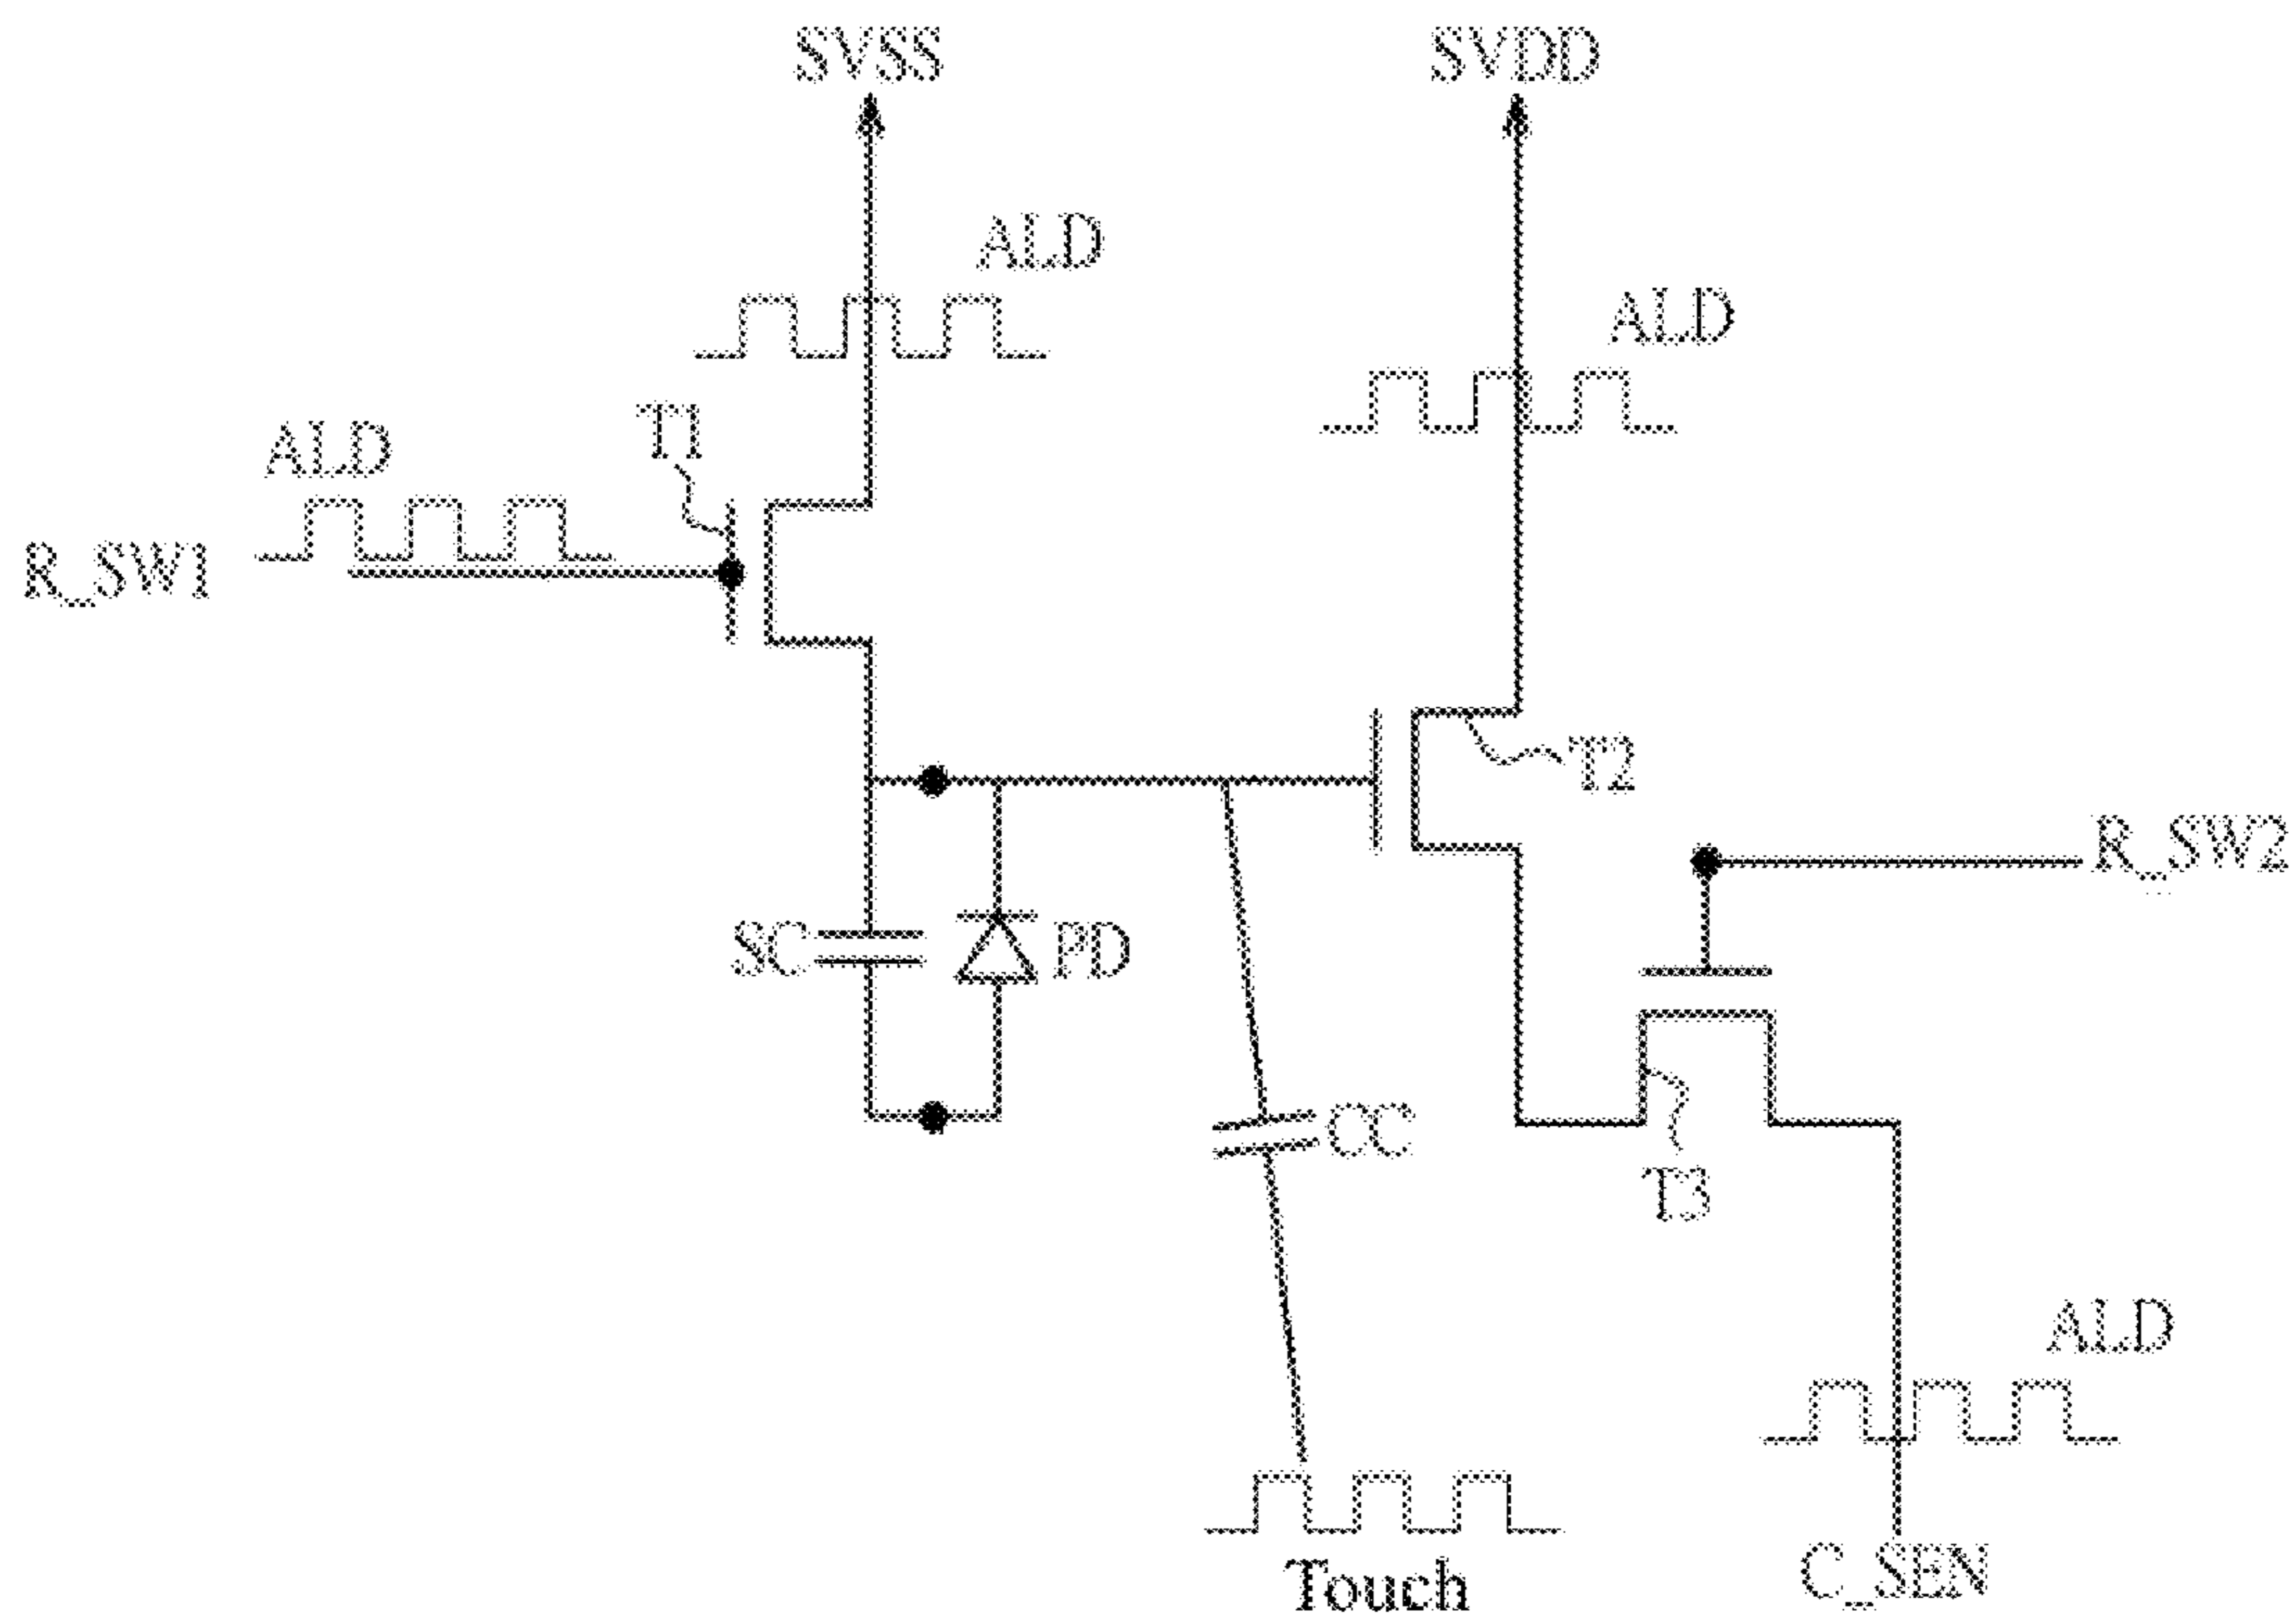 SVSS
SVDD
ALD
ALD
T1
ALD
R_SW1
T2
R_SW2
SC
PD
CC
T3
ALD
Touch
C_SEN